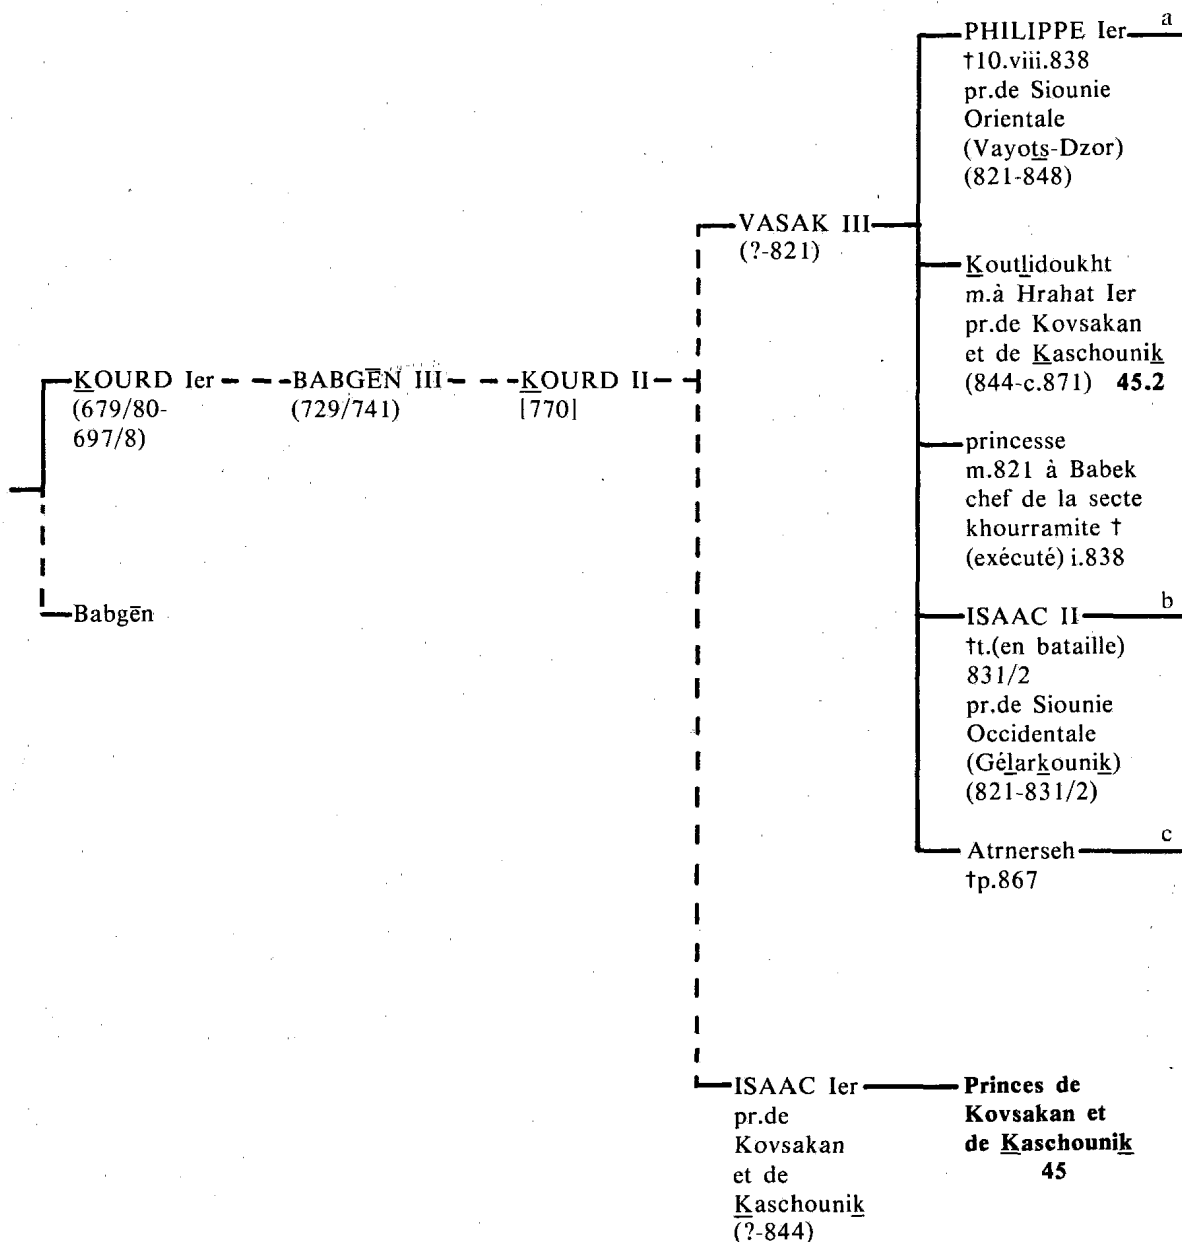 KOURD Ier
(679/80-
697/8)
Babgēn
BABGĒN III
(729/741)
KOURD II
[770]
VASAK III
(?-821)
ISAAC Ier
pr.de
Kovsakan
et de
Kaschounik
(?-844)
PHILIPPE Ier
a
†10.viii.838
pr.de Siounie
Orientale
(Vayots-Dzor)
(821-848)
Koutlidoukht
m.à Hrahat Ier
pr.de Kovsakan
et de Kaschounik
(844-c.871) 45.2
princesse
m.821 à Babek
chef de la secte
khourramite †
(exécuté) i.838
ISAAC II
b
†t.(en bataille)
831/2
pr.de Siounie
Occidentale
(Gélarkounik)
(821-831/2)
Atrnerseh
c
†p.867
Princes de
Kovsakan et
de Kaschounik
45